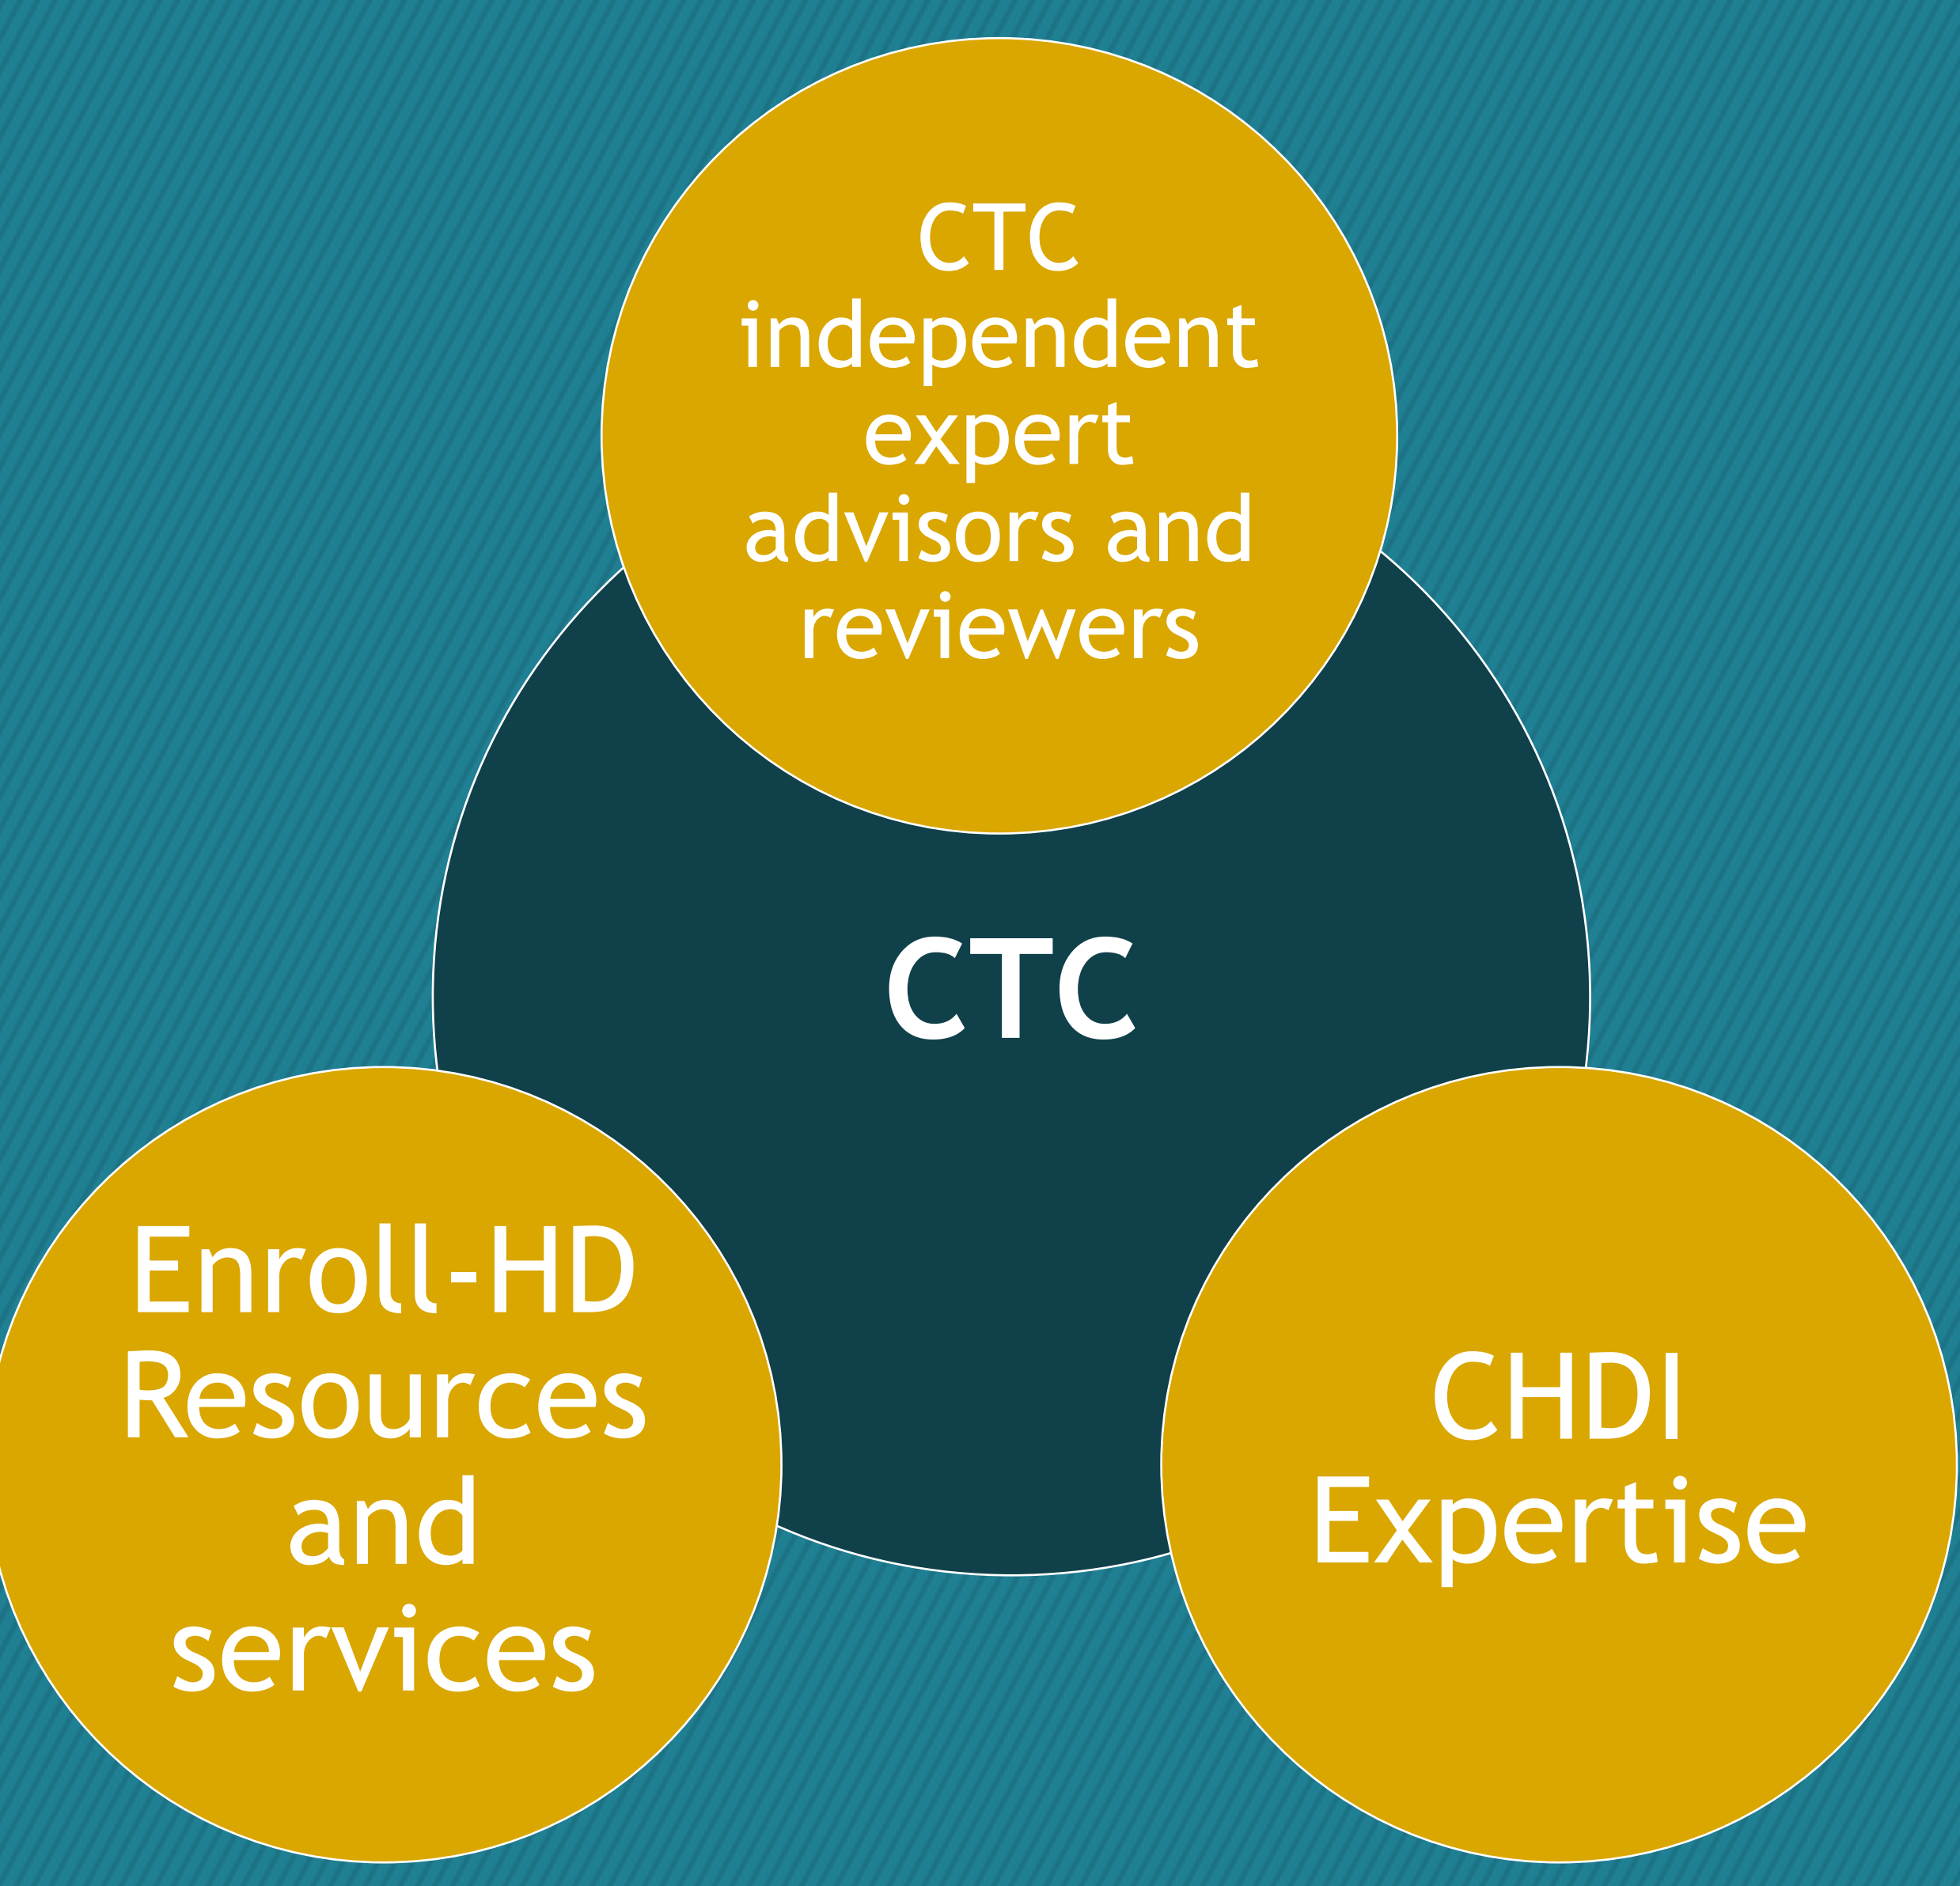 CTC
independent
expert
advisors and
reviewers
CTC
Enroll-HD
Resources
and
services
CHDI
Expertise